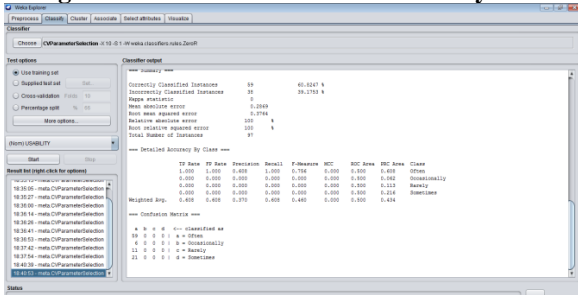 Weka Explorer
Preprocess Classify Cluster Associate Select attributes Visualize
Classifier
Choose CVParameterSelection -X 10 -S 1 -W weka.classifiers.rules.ZeroR
Test options
Use training set
Supplied test set Set...
Cross-validation Folds 10
Percentage split % 66
More options...
(Nom) USABLITY
Start Stop
Result list (right-click for options)
18:35:05 - meta.CVParameterSelection
18:35:27 - meta.CVParameterSelection
18:36:00 - meta.CVParameterSelection
18:36:14 - meta.CVParameterSelection
18:36:26 - meta.CVParameterSelection
18:36:41 - meta.CVParameterSelection
18:36:53 - meta.CVParameterSelection
18:37:42 - meta.CVParameterSelection
18:37:54 - meta.CVParameterSelection
18:40:39 - meta.CVParameterSelection
18:40:53 - meta.CVParameterSelection
Classifier output
=== Summary ===
Correctly Classified Instances 59 60.8247 %
Incorrectly Classified Instances 38 39.1753 %
Kappa statistic 0
Mean absolute error 0.2849
Root mean squared error 0.3764
Relative absolute error 100 %
Root relative squared error 100 %
Total Number of Instances 97
=== Detailed Accuracy By Class ===
TP Rate FP Rate Precision Recall F-Measure MCC ROC Area PRC Area Class
1.000 1.000 0.608 1.000 0.756 0.000 0.500 0.608 Often
0.000 0.000 0.000 0.000 0.000 0.000 0.500 0.062 Occasionally
0.000 0.000 0.000 0.000 0.000 0.000 0.500 0.113 Rarely
0.000 0.000 0.000 0.000 0.000 0.000 0.500 0.216 Sometimes
Weighted Avg. 0.608 0.608 0.370 0.608 0.460 0.000 0.500 0.434
=== Confusion Matrix ===
a b c d <-- classified as
59 0 0 0 | a = Often
6 0 0 0 | b = Occasionally
11 0 0 0 | c = Rarely
21 0 0 0 | d = Sometimes
Status